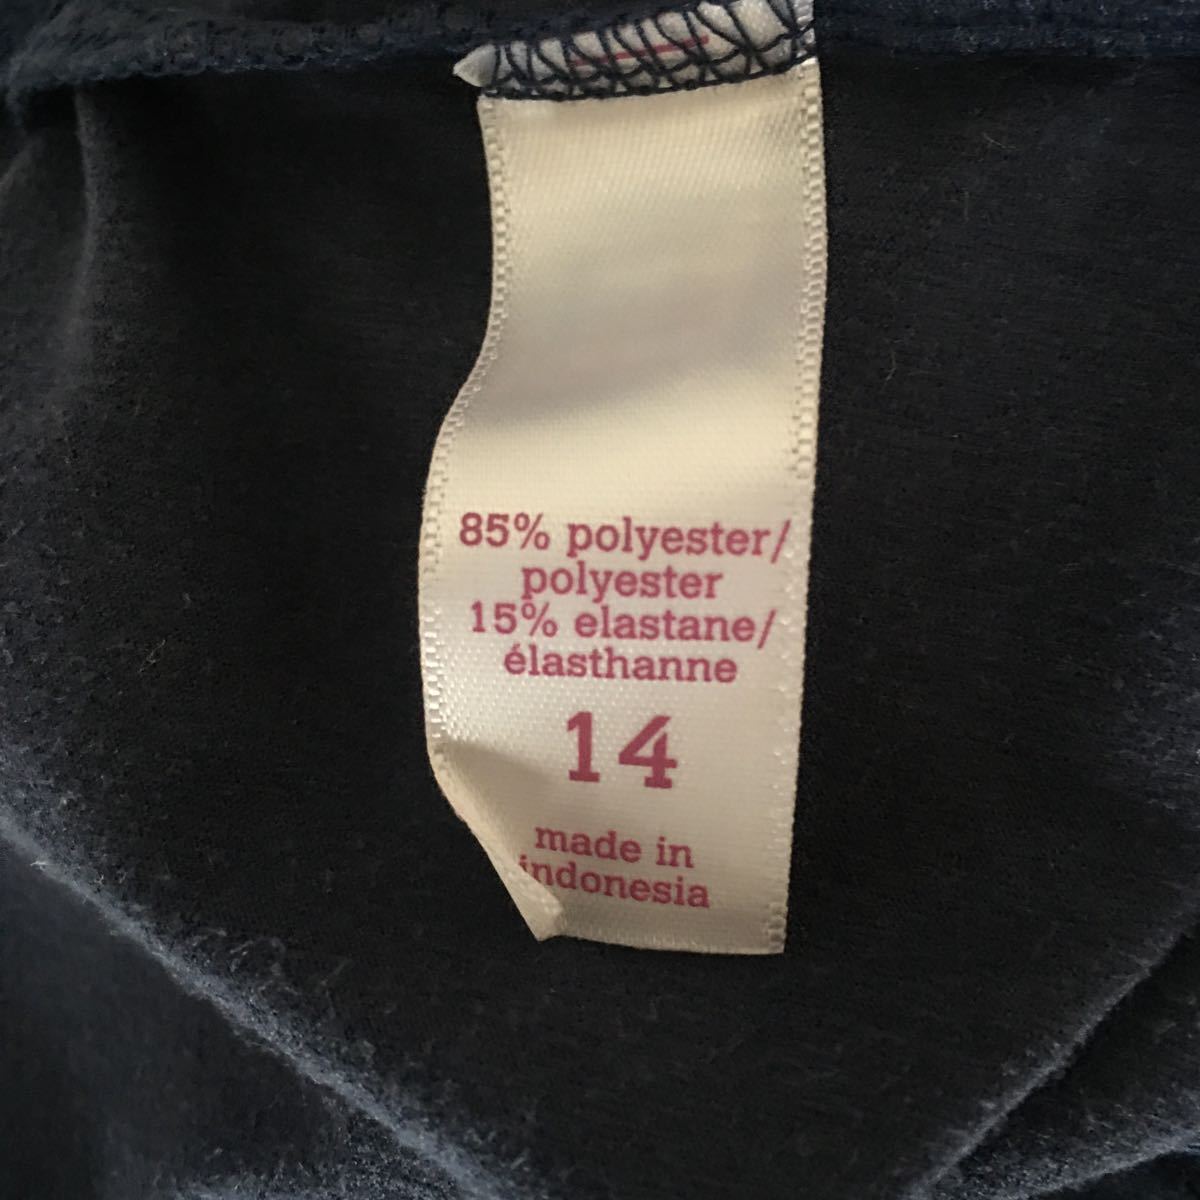 85% polyester/
polyester
15% elastane/
élasthanne
14
made in
indonesia